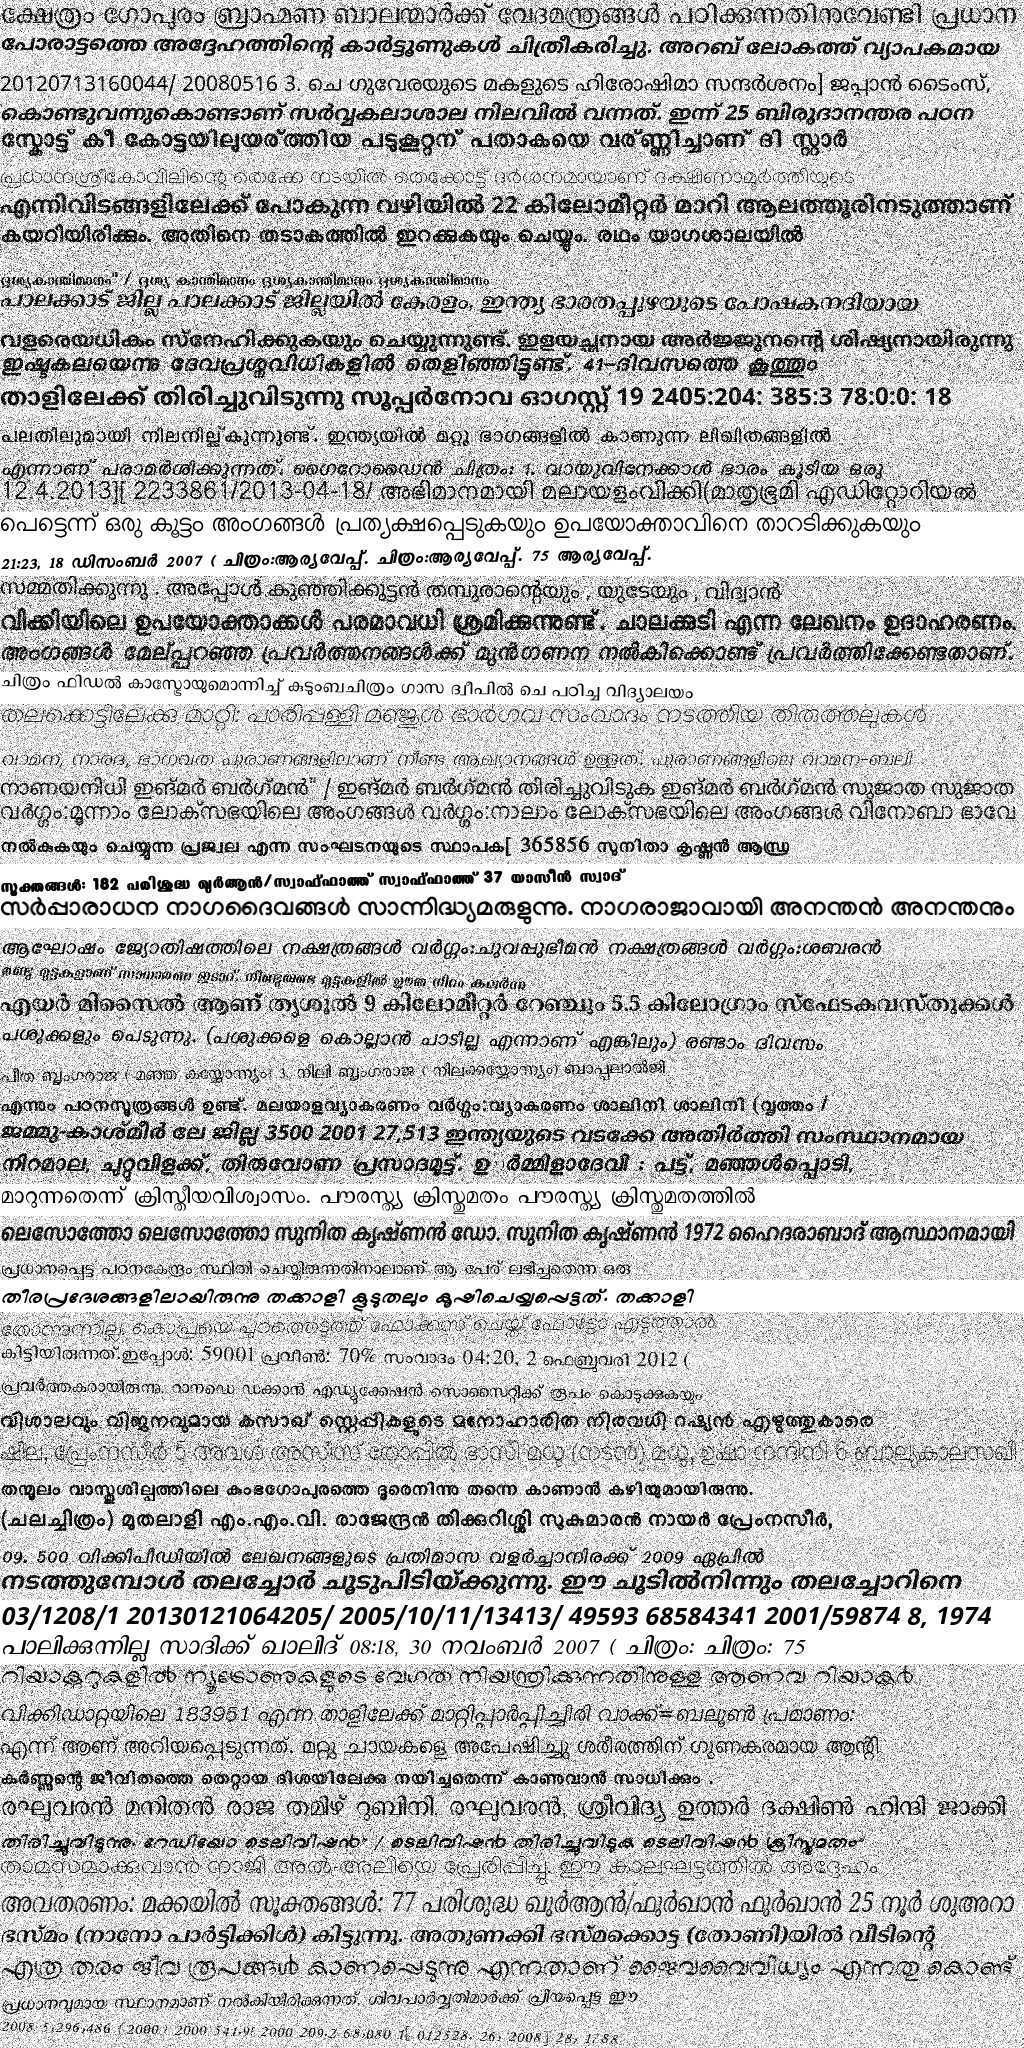 ക്ഷേത്രം ഗോപുരം ബ്രാഹ്മണ ബാലന്മാർക്ക് വേദമന്ത്രങ്ങൾ പഠിക്കുന്നതിനുവേണ്ടി പ്രധാന
പോരാട്ടത്തെ അദ്ദേഹത്തിന്റെ കാർട്ടൂണുകൾ ചിത്രീകരിച്ചു. അറബ് ലോകത്ത് വ്യാപകമായ
20120713160044/ 20080516 3. ചെ ഗുവേരയുടെ മകളുടെ ഹിരോഷിമാ സന്ദർശനം] ജപ്പാൻ ടൈംസ്,
കൊണ്ടുവന്നുകൊണ്ടാണ് സർവ്വകലാശാല നിലവിൽ വന്നത്. ഇന്ന് 25 ബിരുദാനന്തര പഠന
സ്കോട്ട് കീ കോട്ടയിലുയര്ത്തിയ പടുകൂറ്റന് പതാകയെ വര്ണ്ണിച്ചാണ് ദി സ്റ്റാർ
പ്രധാനശ്രീകോവിലിന്റെ തെക്കേ നടയിൽ തെക്കോട്ട് ദർശനമായാണ് ദക്ഷിണാമൂർത്തിയുടെ
എന്നിവിടങ്ങളിലേക്ക് പോകുന്ന വഴിയിൽ 22 കിലോമീറ്റർ മാറി ആലത്തൂരിനടുത്താണ്
കയറിയിരിക്കും. അതിനെ തടാകത്തിൽ ഇറക്കുകയും ചെയ്യും. രഥം യാഗശാലയിൽ
ദൃശ്യകാന്തിമാനം" / ദൃശ്യ കാന്തിമാനം ദൃശ്യകാന്തിമാനം ദൃശ്യകാന്തിമാനം
പാലക്കാട് ജില്ല പാലക്കാട് ജില്ലയിൽ കേരളം, ഇന്ത്യ ഭാരതപ്പുഴയുടെ പോഷകനദിയായ
വളരെയധികം സ്നേഹിക്കുകയും ചെയ്യുന്നുണ്ട്. ഇളയച്ഛനായ അർജ്ജുനന്റെ ശിഷ്യനായിരുന്നു
ഇഷ്ടകലയെന്നു ദേവപ്രശ്നവിധികളിൽ തെളിഞ്ഞിട്ടുണ്ട്. 41-ദിവസത്തെ കൂത്തും
താളിലേക്ക് തിരിച്ചുവിടുന്നു സൂപ്പർനോവ ഓഗസ്റ്റ് 19 2405:204: 385:3 78:0:0: 18
പലതിലുമായി നിലനില്ക്കുന്നുണ്ട്. ഇന്ത്യയിൽ മറ്റു ഭാഗങ്ങളിൽ കാണുന്ന ലിഖിതങ്ങളിൽ
എന്നാണ് പരാമർശിക്കുന്നത്. ഗൈറോഡൈൻ ചിത്രം: 1. വായുവിനേക്കാൾ ഭാരം കൂടിയ ഒരു
12.4.2013][ 2233861/2013-04-18/ അഭിമാനമായി മലയളംവിക്കി(മാതൃഭൂമി എഡിറ്റോറിയൽ
പെട്ടെന്ന് ഒരു കൂട്ടം അംഗങ്ങൾ പ്രത്യക്ഷപ്പെടുകയും ഉപയോക്താവിനെ താറടിക്കുകയും
21:23, 18 ഡിസംബർ 2007 ( ചിത്രം:ആര്യവേപ്പ്. ചിത്രം:ആര്യവേപ്പ്. 75 ആര്യവേപ്പ്.
സമ്മതിക്കുന്നു . അപ്പോൾ കുഞ്ഞിക്കുട്ടൻ തമ്പുരാന്റെയും , യുടേയും , വിദ്വാൻ
വിക്കിയിലെ ഉപയോക്താക്കൾ പരമാവധി ശ്രമിക്കുന്നുണ്ട്. ചാലക്കുടി എന്ന ലേഖനം ഉദാഹരണം.
അംഗങ്ങൾ മേല്പ്പറഞ്ഞ പ്രവർത്തനങ്ങൾക്ക് മുൻഗണന നൽകിക്കൊണ്ട് പ്രവർത്തിക്കേണ്ടതാണ്.
ചിത്രം ഫിഡൽ കാസ്ട്രോയുമൊന്നിച്ച് കുടുംബചിത്രം ഗാസ ദ്വീപിൽ ചെ പഠിച്ച വിദ്യാലയം
തലക്കെട്ടിലേക്കു മാറ്റി: പാരിപ്പള്ളി മഞ്ജുൾ ഭാർഗവ സംവാദം നടത്തിയ തിരുത്തലുകൾ
വാമന, നാരദ, ഭാഗവത പുരാണങ്ങളിലാണ് നീണ്ട ആഖ്യാനങ്ങൾ ഉള്ളത്. പുരാണങ്ങളിലെ വാമന-ബലി
നാണയനിധി ഇങ്മർ ബർഗ്‌മൻ" / ഇങ്മർ ബർഗ്‌മൻ തിരിച്ചുവിടുക ഇങ്മർ ബർഗ്‌മൻ സുജാത സുജാത
വർഗ്ഗം:മൂന്നാം ലോക്‌സഭയിലെ അംഗങ്ങൾ വർഗ്ഗം:നാലാം ലോക്‌സഭയിലെ അംഗങ്ങൾ വിനോബാ ഭാവേ
നൽകുകയും ചെയ്യുന്ന പ്രജ്വല എന്ന സംഘടനയുടെ സ്ഥാപക[ 365856 സുനിതാ കൃഷ്ണൻ ആന്ധ്ര
സൂക്തങ്ങൾ: 182 പരിശുദ്ധ ഖുർആൻ/സ്വാഫ്ഫാത്ത് സ്വാഫ്ഫാത്ത് 37 യാസീൻ സ്വാദ്
സർപ്പാരാധന നാഗദൈവങ്ങൾ സാന്നിദ്ധ്യമരുളുന്നു. നാഗരാജാവായി അനന്തൻ അനന്തനും
ആഘോഷം ജ്യോതിഷത്തിലെ നക്ഷത്രങ്ങൾ വർഗ്ഗം:ചുവപ്പുഭീമൻ നക്ഷത്രങ്ങൾ വർഗ്ഗം:ശബരൻ
രണ്ടു മുട്ടകളാണ് സാധാരണ ഇടാറ്. നീണ്ടുരുണ്ട മുട്ടകളിൽ ഊത നിറം കലർന്ന
എയർ മിസൈൽ ആണ് തൃശൂൽ 9 കിലോമീറ്റർ റേഞ്ചും 5.5 കിലോഗ്രാം സ്ഫോടകവസ്തുക്കൾ
പശുക്കളും പെടുന്നു. (പശുക്കളെ കൊല്ലാൻ പാടില്ല എന്നാണ് എങ്കിലും) രണ്ടാം ദിവസം
പീത ബൃംഗരാജ ( മഞ്ഞ കയ്യോന്ന്യം) 3. നീലി ബൃംഗരാജ ( നീലക്കയ്യോന്ന്യം) ബാപ്പലാൽജി
എന്നും പഠനസൂത്രങ്ങൾ ഉണ്ട്. മലയാളവ്യാകരണം വർഗ്ഗം:വ്യാകരണം ശാലിനി ശാലിനി (വൃത്തം /
ജമ്മു-കാശ്മീർ ലേ ജില്ല 3500 2001 27,513 ഇന്ത്യയുടെ വടക്കേ അതിർത്തി സംസ്ഥാനമായ
നിറമാല, ചുറ്റുവിളക്ക്, തിരുവോണ പ്രസാദമൂട്ട്. ഉൗർമ്മിളാദേവി : പട്ട്, മഞ്ഞൾപ്പൊടി,
മാറുന്നതെന്ന് ക്രിസ്തീയവിശ്വാസം. പൗരസ്ത്യ ക്രിസ്തുമതം പൗരസ്ത്യ ക്രിസ്തുമതത്തിൽ
ലെസോത്തോ ലെസോത്തോ സുനിത കൃഷ്ണൻ ഡോ. സുനിത കൃഷ്ണൻ 1972 ഹൈദരാബാദ് ആസ്ഥാനമായി
പ്രധാനപ്പെട്ട പഠനകേന്ദ്രം സ്ഥിതി ചെയ്തിരുന്നതിനാലാണ് ആ പേര് ലഭിച്ചതെന്ന ഒരു
തീരപ്രദേശങ്ങളിലായിരുന്നു തക്കാളി കൂടുതലും കൃഷിചെയ്യപ്പെട്ടത്. തക്കാളി
തോന്നുന്നില്ല. കൊപ്രയെ പ്ലാത്തെടുത്ത് ഫോക്കസ് ചെയ്ത് ഫോട്ടോ എടുത്താൽ
കിട്ടിയിരുന്നത്.ഇപ്പോൾ: 59001 പ്രവീൺ: 70% സംവാദം 04:20, 2 ഫെബ്രുവരി 2012 (
പ്രവർത്തകരായിരുന്നു. റാനഡെ ഡക്കാൻ എഡ്യുക്കേഷൻ സൊസൈറ്റിക്ക് രൂപം കൊടുക്കുകയും
വിശാലവും വിജനവുമായ കസാഖ് സ്റ്റെപ്പികളുടെ മനോഹാരിത നിരവധി റഷ്യൻ എഴുത്തുകാരെ
ഷീല, പ്രേംനസീർ 5 അവൾ അസീസ് തോപ്പിൽ ഭാസി മധു (നടൻ) മധു, ഉഷാ നന്ദിനി 6 ബാല്യകാലസഖി
തന്മൂലം വാസ്തുശില്പത്തിലെ കുംഭഗോപുരത്തെ ദൂരെനിന്നു തന്നെ കാണാൻ കഴിയുമായിരുന്നു.
(ചലച്ചിത്രം) മുതലാളി എം.എം.വി. രാജേന്ദ്രൻ തിക്കുറിശ്ശി സുകുമാരൻ നായർ പ്രേംനസീർ,
09. 500 വിക്കിപീഡിയിൽ ലേഖനങ്ങളുടെ പ്രതിമാസ വളർച്ചാനിരക്ക് 2009 ഏപ്രിൽ
നടത്തുമ്പോൾ തലച്ചോർ ചൂടുപിടിയ്ക്കുന്നു. ഈ ചൂടിൽനിന്നും തലച്ചോറിനെ
03/1208/1 20130121064205/ 2005/10/11/13413/ 49593 68584341 2001/59874 8, 1974
പാലിക്കുന്നില്ല സാദിക്ക് ഖാലിദ് 08:18, 30 നവംബർ 2007 ( ചിത്രം: ചിത്രം: 75
റിയാക്റ്ററുകളിൽ ന്യൂട്രോണുകളുടെ വേഗത നിയന്ത്രിക്കുന്നതിനുള്ള ആണവ റിയാക്റ്റർ
വിക്കിഡാറ്റയിലെ 183951 എന്ന താളിലേക്ക് മാറ്റിപ്പാർപ്പിച്ചിരി വാക്ക്=ബലൂൺ പ്രമാണം:
എന്ന് ആണ് അറിയപ്പെടുന്നത്. മറ്റു ചായകളെ അപേഷിച്ചു ശരീരത്തിന് ഗുണകരമായ ആന്റി
കർണ്ണന്റെ ജീവിതത്തെ തെറ്റായ ദിശയിലേക്കു നയിച്ചതെന്ന് കാണുവാൻ സാധിക്കും .
രഘുവരൻ മനിതൻ രാജ തമിഴ് റുബിനി. രഘുവരൻ, ശ്രീവിദ്യ ഉത്തർ ദക്ഷിൺ ഹിന്ദി ജാക്കി
തിരിച്ചുവിടുന്നു. റേഡിയോ ടെലിവിഷൻ" / ടെലിവിഷൻ തിരിച്ചുവിടുക ടെലിവിഷൻ ക്രിസ്തുമതം"
താമസമാക്കുവാൻ നാജി അൽ-അലിയെ പ്രേരിപ്പിച്ചു. ഈ കാലഘട്ടത്തിൽ അദ്ദേഹം
അവതരണം: മക്കയിൽ സൂക്തങ്ങൾ: 77 പരിശുദ്ധ ഖുർആൻ/ഫുർഖാൻ ഫുർഖാൻ 25 നൂർ ശുഅറാ
ഭസ്മം (നാനോ പാർട്ടിക്കിൾ) കിട്ടുന്നു. അതുണക്കി ഭസ്മക്കൊട്ട (തോണി)യിൽ വീടിന്റെ
എത്ര തരം ജീവ രൂപങ്ങൾ കാണപ്പെടുന്നു എന്നതാണ് ജൈവവൈവിധ്യം എന്നതു കൊണ്ട്
പ്രധാനവുമായ സ്ഥാനമാണ് നൽകിയിരിക്കുന്നത്. ശിവപാർവ്വതിമാർക്ക് പ്രിയപ്പെട്ട ഈ
2008 5,296,486 (2000) 2000 541.9! 2000 209.2 68,080 1[ 012528. 26, 2008] 28, 1788